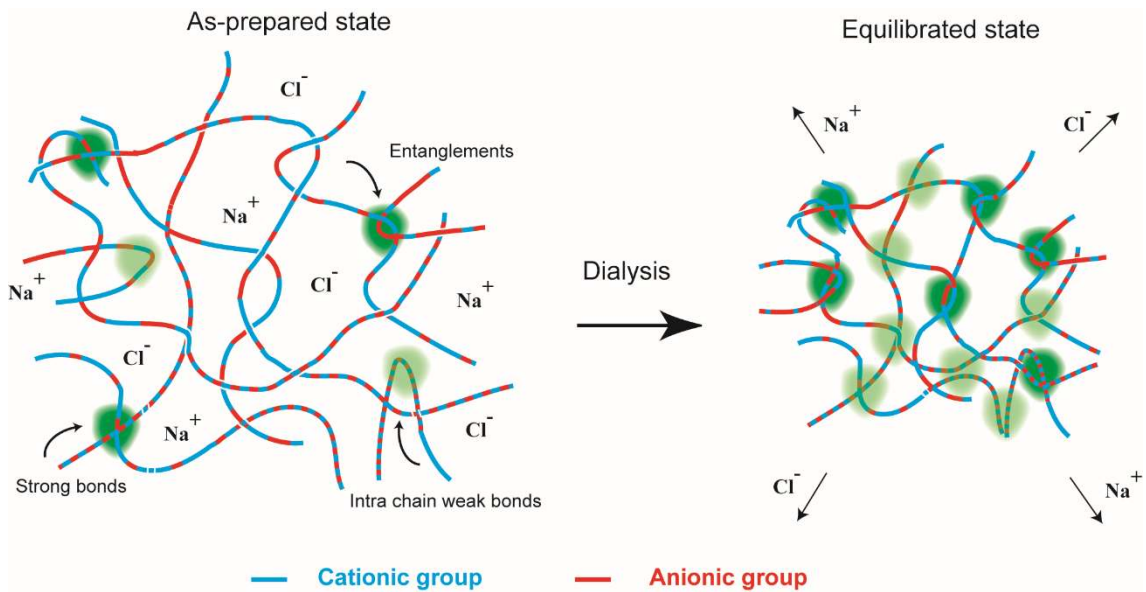 As-prepared state
Equilibrated state
Cl⁻
Na⁺
Cl⁻
Entanglements
Na⁺
Cl⁻
Na⁺
Na⁺
Dialysis
Cl⁻
Na⁺
Cl⁻
Strong bonds
Intra chain weak bonds
Cl⁻
Na⁺
Cationic group
Anionic group